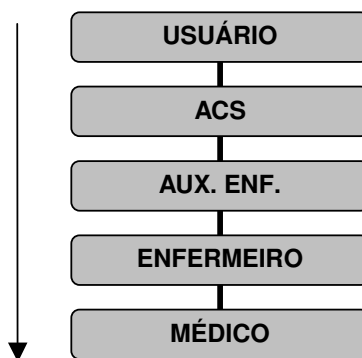 USUÁRIO
ACS
AUX. ENF.
ENFERMEIRO
MÉDICO